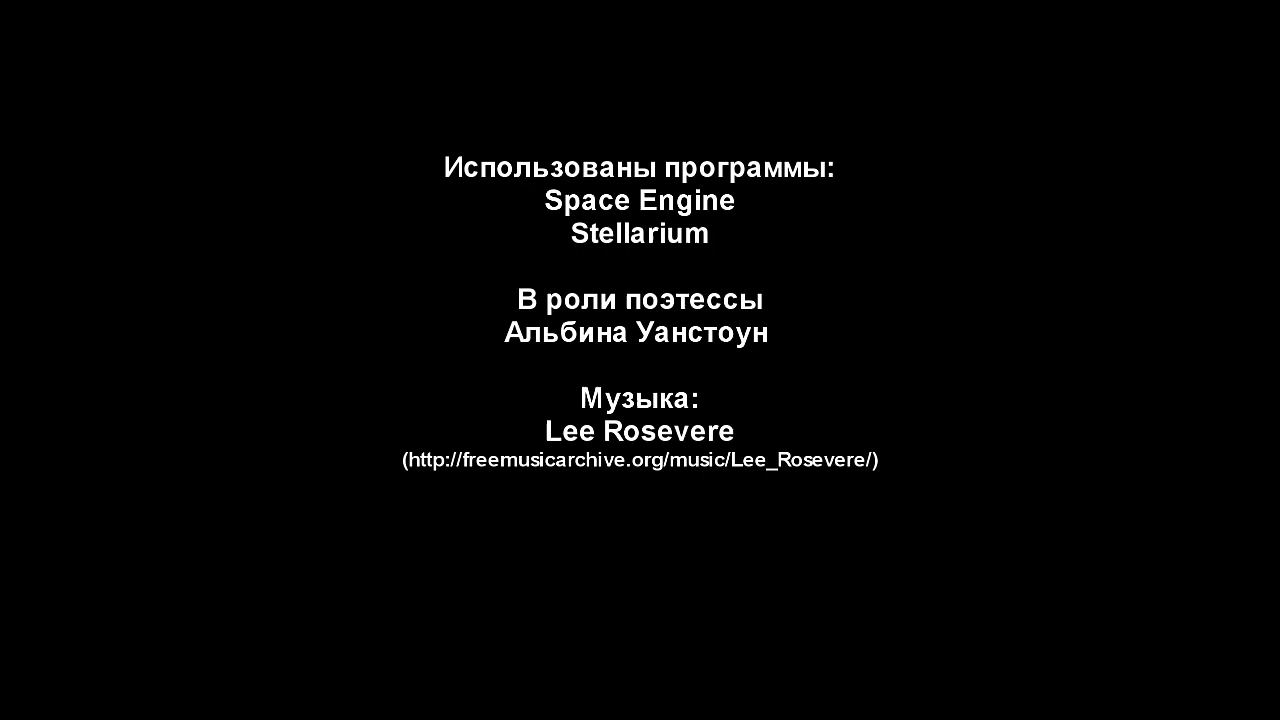 Использованы программы:
Space Engine
Stellarium
В роли поэтессы
Альбина Уанстоун
Музыка:
Lee Rosevere
(http://freemusicarchive.org/music/Lee_Rosevere/)